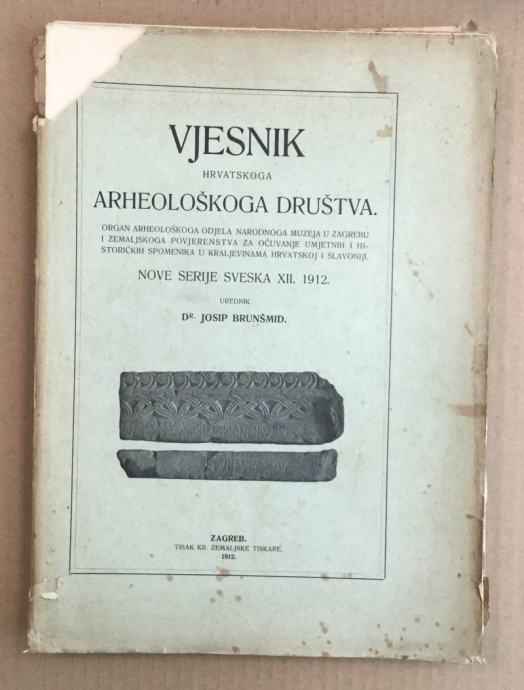 VJESNIK
HRVATSKOGA
ARHEOLOŠKOGA DRUŠTVA.
ORGAN ARHEOLOŠKOGA ODJELA NARODNOGA MUZEJA U ZAGREBU
I ZEMALJSKOGA POVJERENSTVA ZA OČUVANJE UMJETNIH I HI-
STORIČKIH SPOMENIKA U KRALJEVINAMA HRVATSKOJ I SLAVONIJI.
NOVE SERIJE SVESKA XII. 1912.
UREDNIK
DR. JOSIP BRUNŠMID.
ZAGREB.
TISAK KR. ZEMALJSKE TISKARE.
1912.